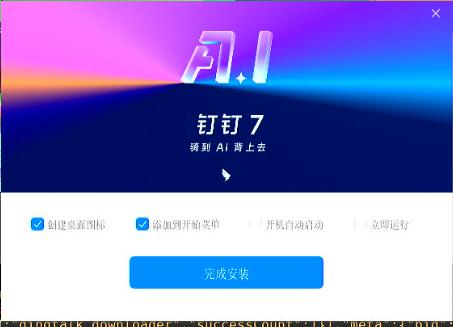 A.I
钉钉 7
骑到 AI 背上去
创建桌面图标 添加到开始菜单 开机自动启动 立即运行
完成安装
:"dingtalk_downloader", "successCount":[]}, "meta":{"pid":